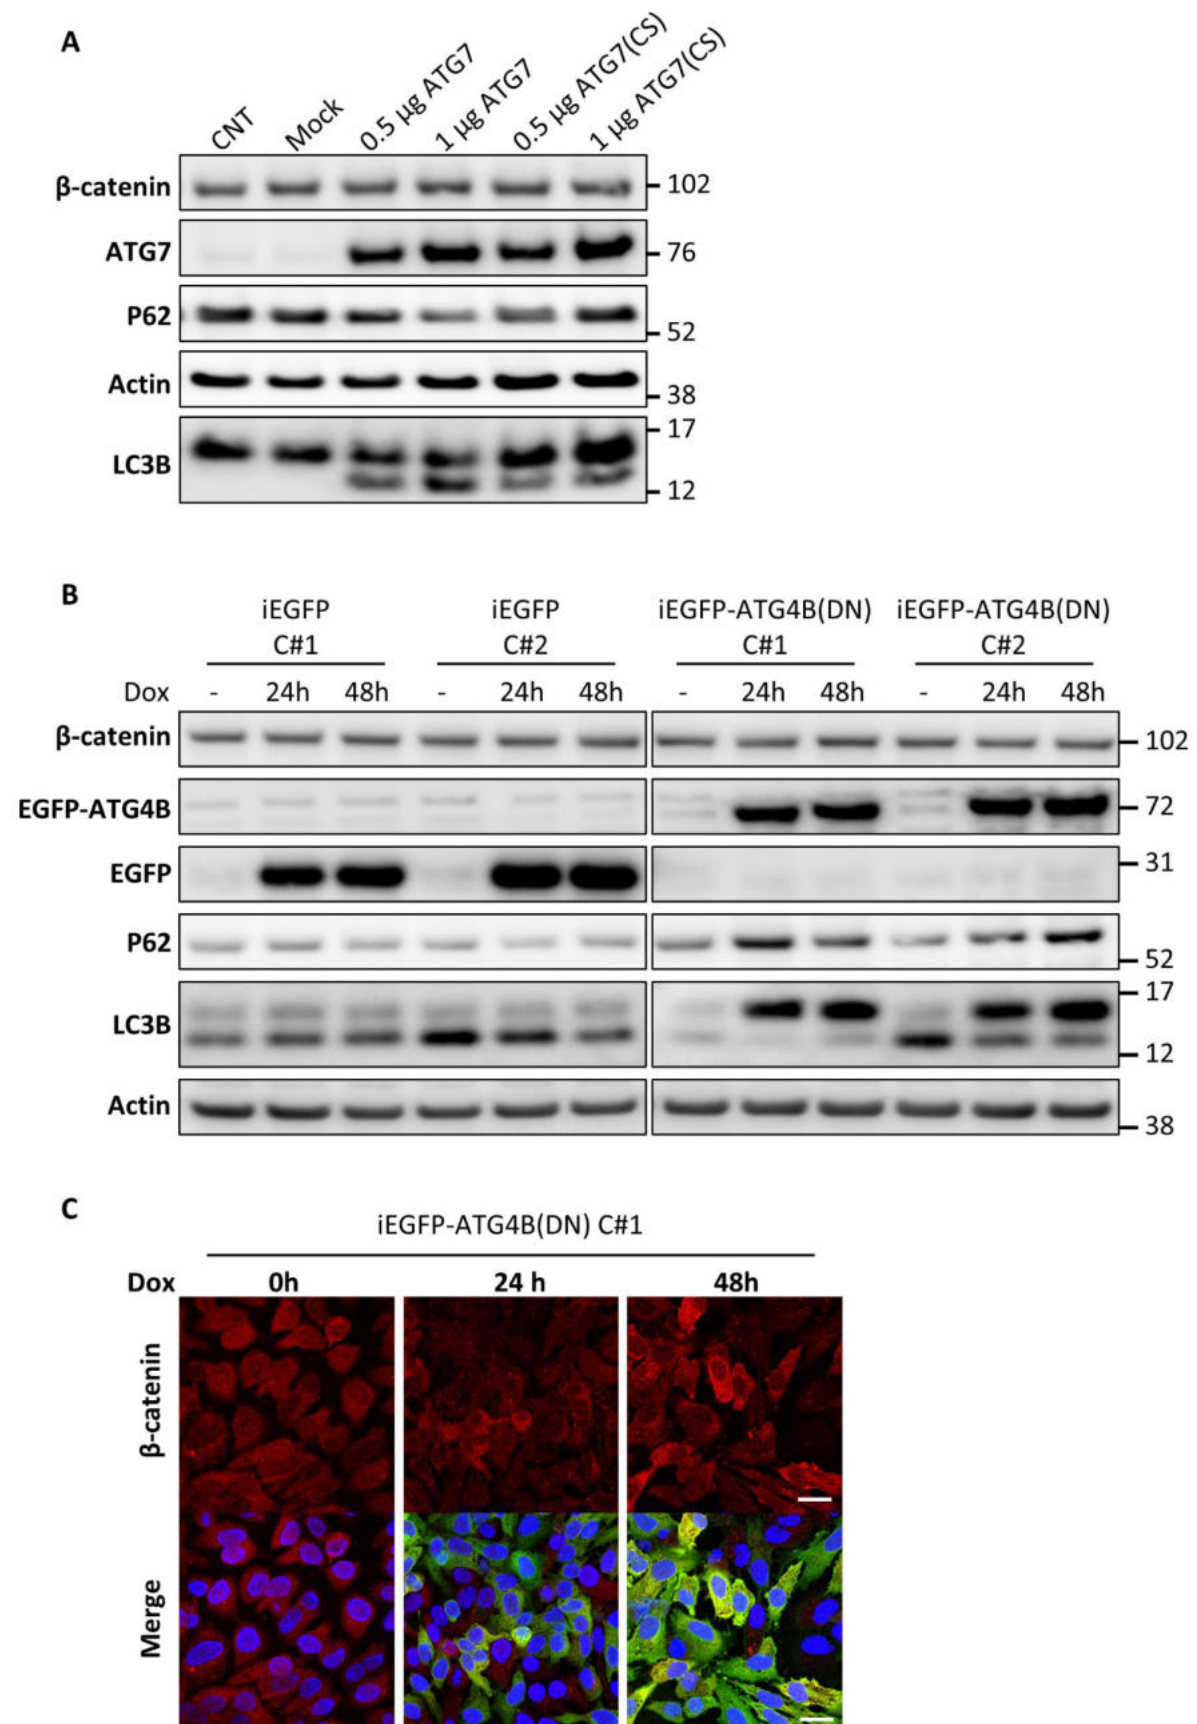 A
CNT
Mock
0.5 µg ATG7
1 µg ATG7
0.5 µg ATG7(CS)
1 µg ATG7(CS)
β-catenin
102
ATG7
76
P62
52
Actin
38
LC3B
17
12
B
iEGFP iEGFP iEGFP-ATG4B(DN) iEGFP-ATG4B(DN)
C#1 C#2 C#1 C#2
Dox - 24h 48h - 24h 48h - 24h 48h - 24h 48h
β-catenin 102
EGFP-ATG4B 72
EGFP 31
P62 52
LC3B 17
12
Actin 38
C
iEGFP-ATG4B(DN) C#1
Dox 0h 24 h 48h
β-catenin
Merge